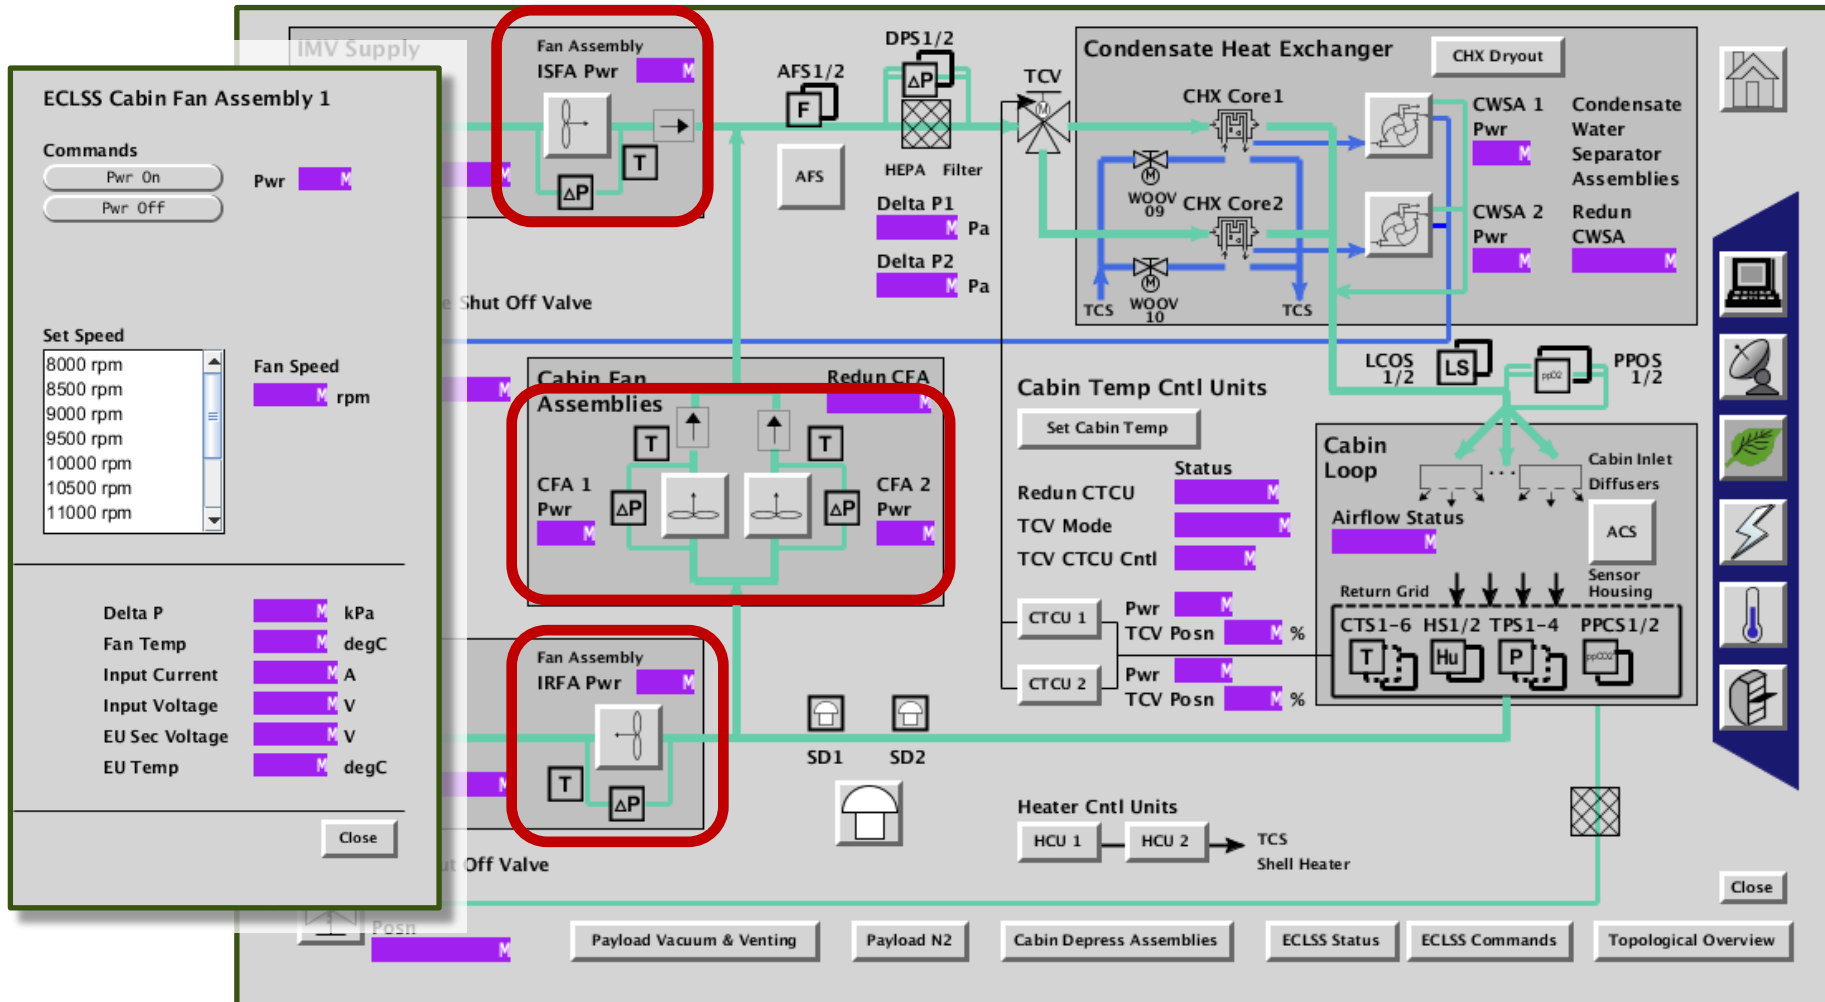 ECLSS Cabin Fan Assembly 1
Commands
Pwr On
Pwr Off
Pwr M
Set Speed
8000 rpm
8500 rpm
9000 rpm
9500 rpm
10000 rpm
10500 rpm
11000 rpm
Fan Speed
M rpm
Delta P M kPa
Fan Temp M degC
Input Current M A
Input Voltage M V
EU Sec Voltage M V
EU Temp M degC
Close
IMV Supply
Fan Assembly
ISFA Pwr M
T
ΔP
M
Shut Off Valve
M
AFS1/2
F
AFS
DPS1/2
ΔP
HEPA Filter
Delta P1
M Pa
Delta P2
M Pa
TCV
M
Condensate Heat Exchanger
CHX Dryout
CHX Core1
CHX Core2
M
WOOV
09
M
WOOV
10
TCS
TCS
CWSA 1
Pwr
M
CWSA 2
Pwr
M
Condensate
Water
Separator
Assemblies
Redun
CWSA
M
Cabin Fan
Assemblies
Redun CFA
M
T
T
CFA 1
Pwr
M
ΔP
ΔP
CFA 2
Pwr
M
Cabin Temp Cntl Units
Set Cabin Temp
Status
Redun CTCU M
TCV Mode M
TCV CTCU Cntl M
CTCU 1
Pwr M
TCV Posn M %
CTCU 2
Pwr M
TCV Posn M %
LCOS
1/2
LS
ppO2
PPOS
1/2
Cabin
Loop
Cabin Inlet
Diffusers
Airflow Status
M
ACS
Sensor
Housing
Return Grid
CTS1-6 HS1/2 TPS1-4 PPCS1/2
T Hu P ppCO2
Fan Assembly
IRFA Pwr M
T
ΔP
M
Off Valve
SD1 SD2
Heater Cntl Units
HCU 1 HCU 2 TCS
Shell Heater
Close
Posn
M
Payload Vacuum & Venting
Payload N2
Cabin Depress Assemblies
ECLSS Status
ECLSS Commands
Topological Overview